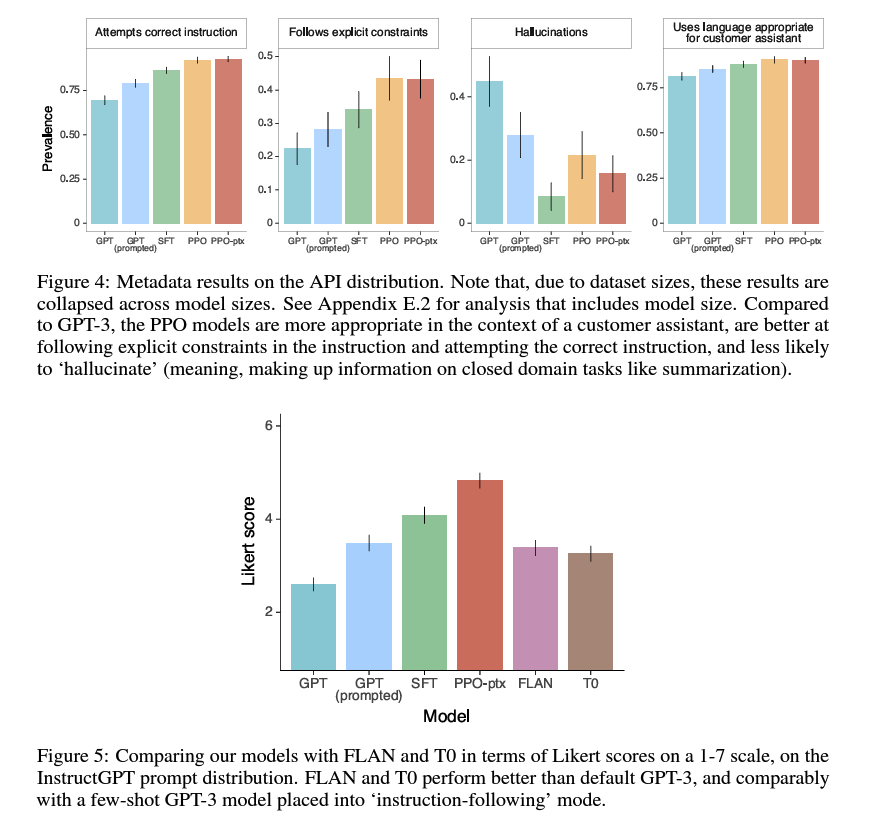 Attempts correct instruction
Follows explicit constraints
Hallucinations
Uses language appropriate
for customer assistant
Prevalence
0.75
0.50
0.25
0
GPT
GPT
(prompted)
SFT
PPO
PPO-ptx
0.5
0.4
0.3
0.2
0.1
0
GPT
GPT
(prompted)
SFT
PPO
PPO-ptx
0.4
0.2
0
GPT
GPT
(prompted)
SFT
PPO
PPO-ptx
0.75
0.50
0.25
0
GPT
GPT
(prompted)
SFT
PPO
PPO-ptx
Figure 4: Metadata results on the API distribution. Note that, due to dataset sizes, these results are
collapsed across model sizes. See Appendix E.2 for analysis that includes model size. Compared
to GPT-3, the PPO models are more appropriate in the context of a customer assistant, are better at
following explicit constraints in the instruction and attempting the correct instruction, and less likely
to ‘hallucinate’ (meaning, making up information on closed domain tasks like summarization).
Likert score
6
4
2
GPT
GPT
(prompted)
SFT
PPO-ptx
FLAN
T0
Model
Figure 5: Comparing our models with FLAN and T0 in terms of Likert scores on a 1-7 scale, on the
InstructGPT prompt distribution. FLAN and T0 perform better than default GPT-3, and comparably
with a few-shot GPT-3 model placed into ‘instruction-following’ mode.